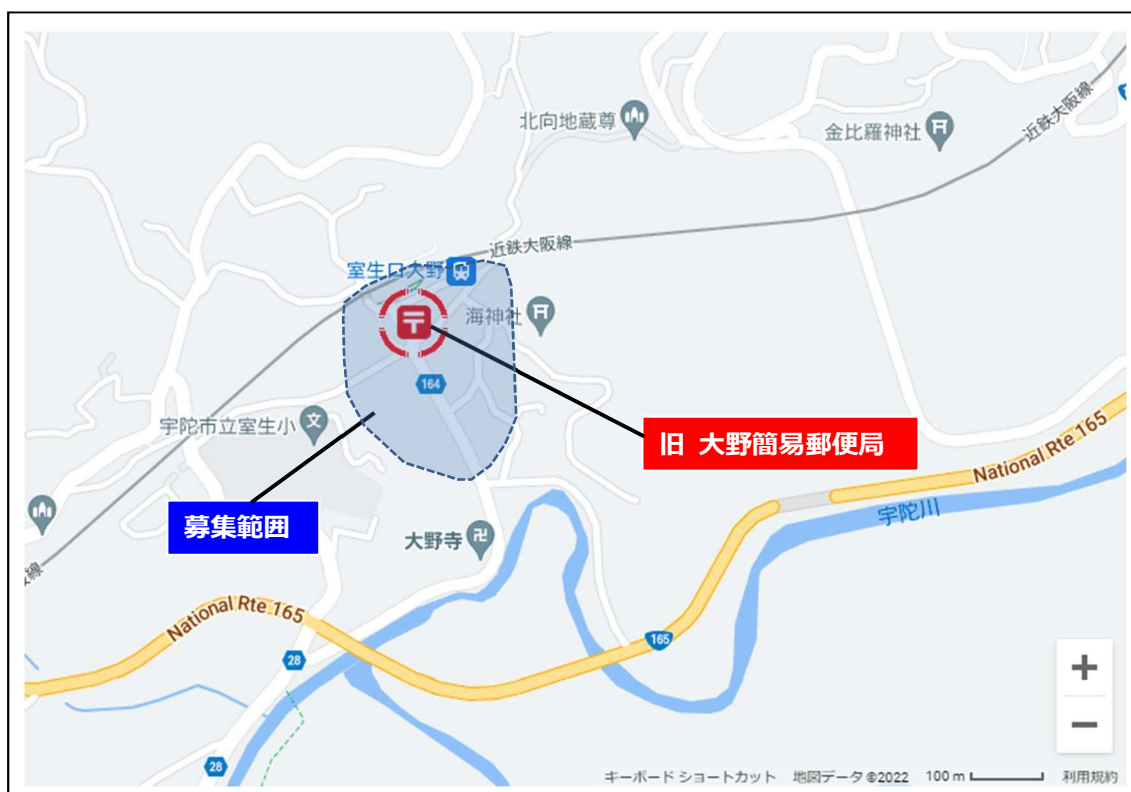 北向地蔵尊
金比羅神社
近鉄大阪線
近鉄大阪線
室生口大野
海神社
164
宇陀市立室生小
文
旧 大野簡易郵便局
National Rte 165
宇陀川
募集範囲
大野寺
阪線
National Rte 165
165
28
28
+
−
キーボード ショートカット 地図データ ©2022 100 m 利用規約